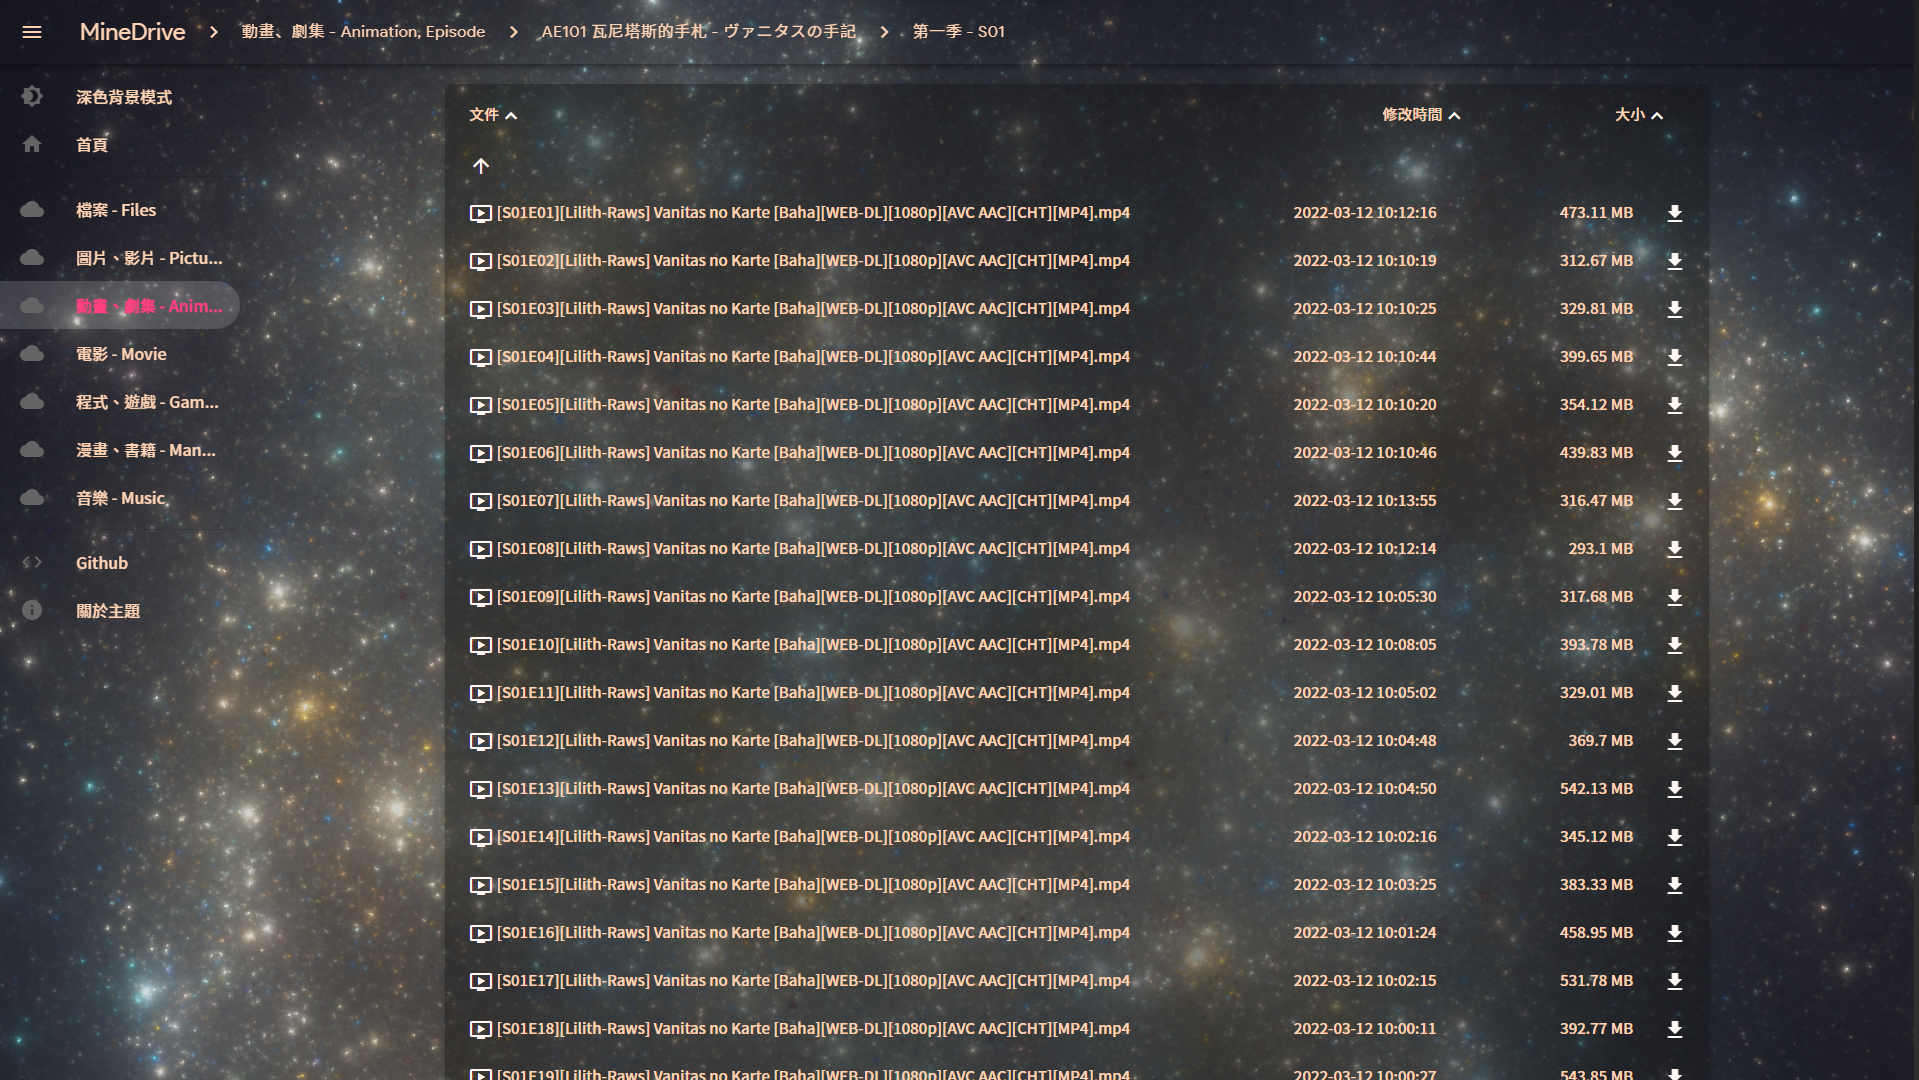 MineDrive
動畫、劇集 - Animation, Episode
AE101 瓦尼塔斯的手札 - ヴァニタスの手記
第一季 - S01
深色背景模式
首頁
檔案 - Files
圖片、影片 - Pictu...
動畫、劇集 - Anim...
電影 - Movie
程式、遊戲 - Gam...
漫畫、書籍 - Man...
音樂 - Music
Github
關於主題
文件 修改時間 大小
[S01E01][Lilith-Raws] Vanitas no Karte [Baha][WEB-DL][1080p][AVC AAC][CHT][MP4].mp4 2022-03-12 10:12:16 473.11 MB
[S01E02][Lilith-Raws] Vanitas no Karte [Baha][WEB-DL][1080p][AVC AAC][CHT][MP4].mp4 2022-03-12 10:10:19 312.67 MB
[S01E03][Lilith-Raws] Vanitas no Karte [Baha][WEB-DL][1080p][AVC AAC][CHT][MP4].mp4 2022-03-12 10:10:25 329.81 MB
[S01E04][Lilith-Raws] Vanitas no Karte [Baha][WEB-DL][1080p][AVC AAC][CHT][MP4].mp4 2022-03-12 10:10:44 399.65 MB
[S01E05][Lilith-Raws] Vanitas no Karte [Baha][WEB-DL][1080p][AVC AAC][CHT][MP4].mp4 2022-03-12 10:10:20 354.12 MB
[S01E06][Lilith-Raws] Vanitas no Karte [Baha][WEB-DL][1080p][AVC AAC][CHT][MP4].mp4 2022-03-12 10:10:46 439.83 MB
[S01E07][Lilith-Raws] Vanitas no Karte [Baha][WEB-DL][1080p][AVC AAC][CHT][MP4].mp4 2022-03-12 10:13:55 316.47 MB
[S01E08][Lilith-Raws] Vanitas no Karte [Baha][WEB-DL][1080p][AVC AAC][CHT][MP4].mp4 2022-03-12 10:12:14 293.1 MB
[S01E09][Lilith-Raws] Vanitas no Karte [Baha][WEB-DL][1080p][AVC AAC][CHT][MP4].mp4 2022-03-12 10:05:30 317.68 MB
[S01E10][Lilith-Raws] Vanitas no Karte [Baha][WEB-DL][1080p][AVC AAC][CHT][MP4].mp4 2022-03-12 10:08:05 393.78 MB
[S01E11][Lilith-Raws] Vanitas no Karte [Baha][WEB-DL][1080p][AVC AAC][CHT][MP4].mp4 2022-03-12 10:05:02 329.01 MB
[S01E12][Lilith-Raws] Vanitas no Karte [Baha][WEB-DL][1080p][AVC AAC][CHT][MP4].mp4 2022-03-12 10:04:48 369.7 MB
[S01E13][Lilith-Raws] Vanitas no Karte [Baha][WEB-DL][1080p][AVC AAC][CHT][MP4].mp4 2022-03-12 10:04:50 542.13 MB
[S01E14][Lilith-Raws] Vanitas no Karte [Baha][WEB-DL][1080p][AVC AAC][CHT][MP4].mp4 2022-03-12 10:02:16 345.12 MB
[S01E15][Lilith-Raws] Vanitas no Karte [Baha][WEB-DL][1080p][AVC AAC][CHT][MP4].mp4 2022-03-12 10:03:25 383.33 MB
[S01E16][Lilith-Raws] Vanitas no Karte [Baha][WEB-DL][1080p][AVC AAC][CHT][MP4].mp4 2022-03-12 10:01:24 458.95 MB
[S01E17][Lilith-Raws] Vanitas no Karte [Baha][WEB-DL][1080p][AVC AAC][CHT][MP4].mp4 2022-03-12 10:02:15 531.78 MB
[S01E18][Lilith-Raws] Vanitas no Karte [Baha][WEB-DL][1080p][AVC AAC][CHT][MP4].mp4 2022-03-12 10:00:11 392.77 MB
[S01E19][Lilith-Raws] Vanitas no Karte [Baha][WEB-DL][1080p][AVC AAC][CHT][MP4].mp4 2022-03-12 10:00:27 543.85 MB